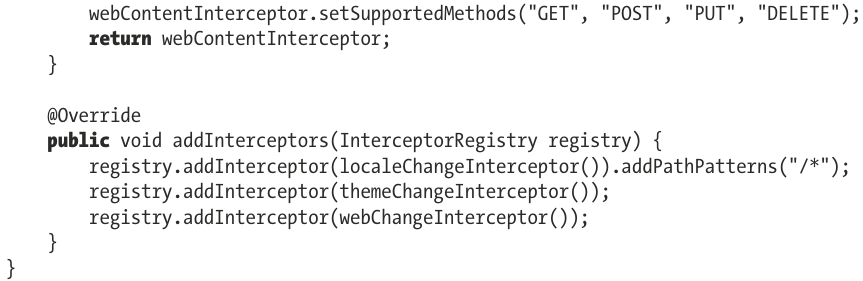 webContentInterceptor.setSupportedMethods("GET", "POST", "PUT", "DELETE");
        return webContentInterceptor;
    }

    @Override
    public void addInterceptors(InterceptorRegistry registry) {
        registry.addInterceptor(localeChangeInterceptor()).addPathPatterns("/*");
        registry.addInterceptor(themeChangeInterceptor());
        registry.addInterceptor(webChangeInterceptor());
    }
}